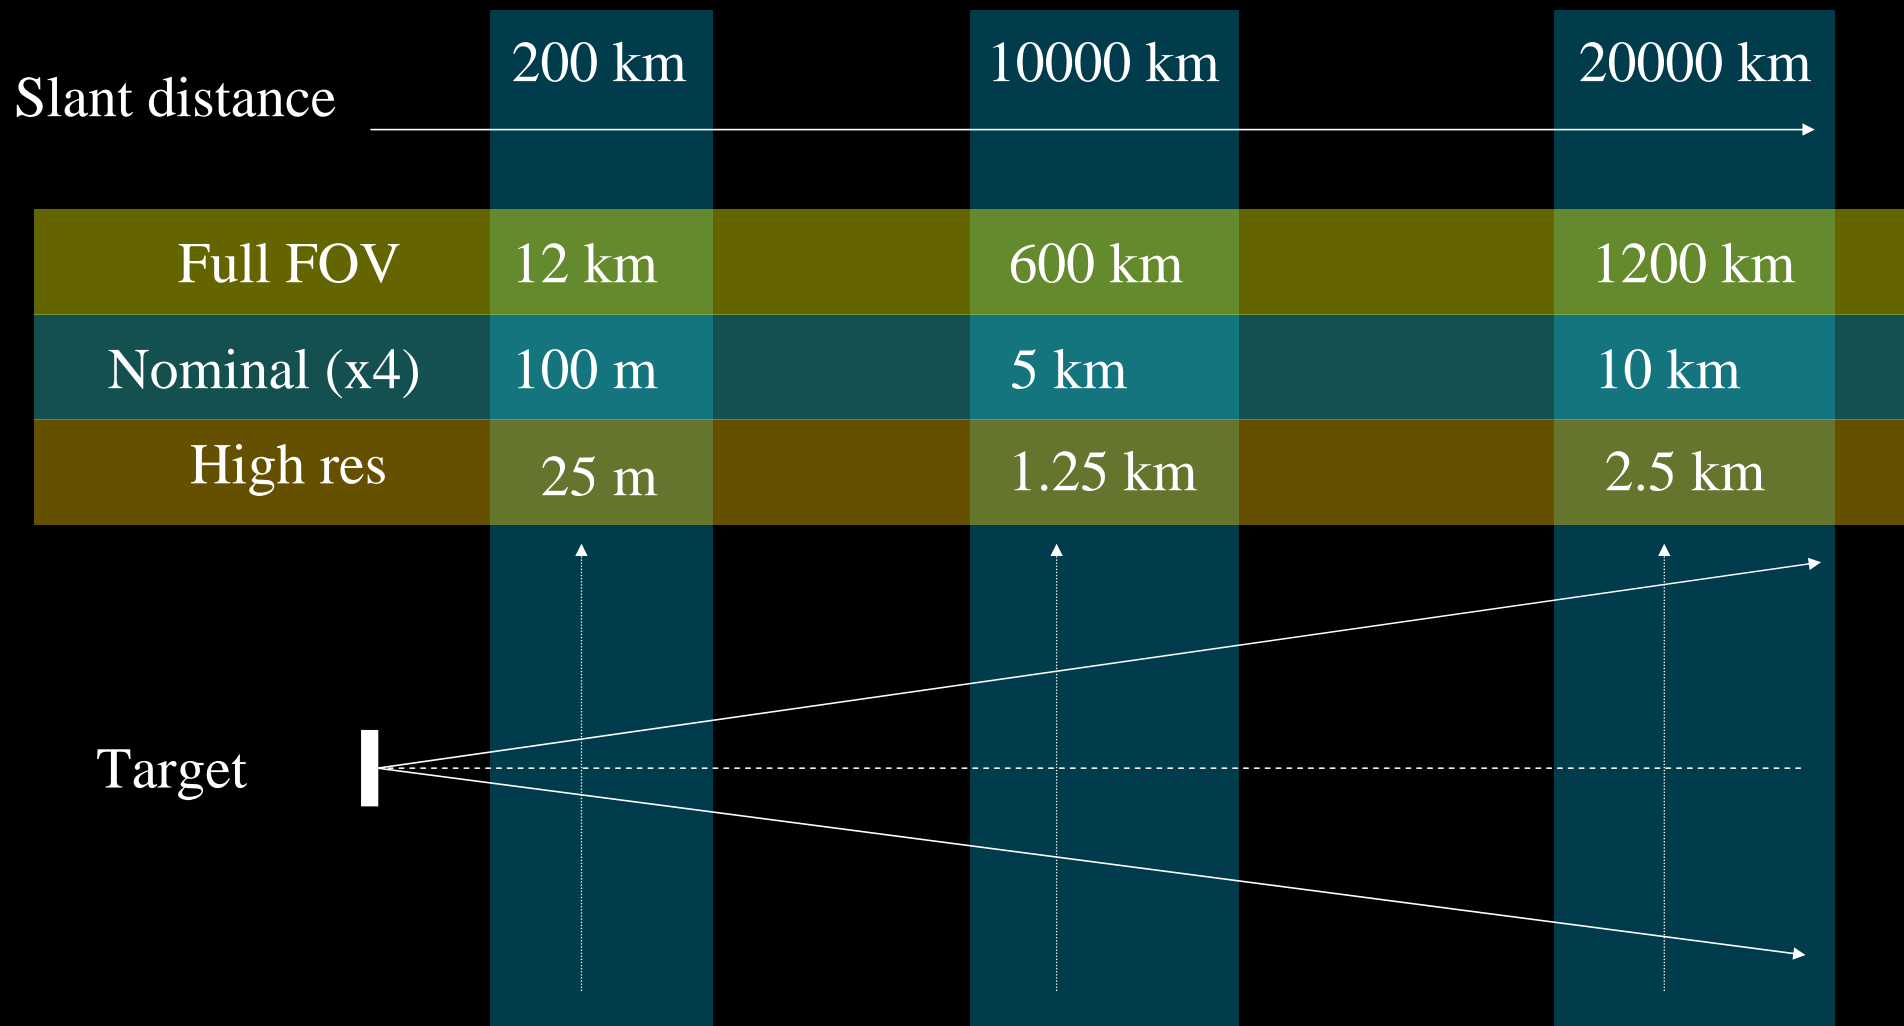 200 km 10000 km 20000 km
Slant distance
Full FOV 12 km 600 km 1200 km
Nominal (x4) 100 m 5 km 10 km
High res 25 m 1.25 km 2.5 km
Target